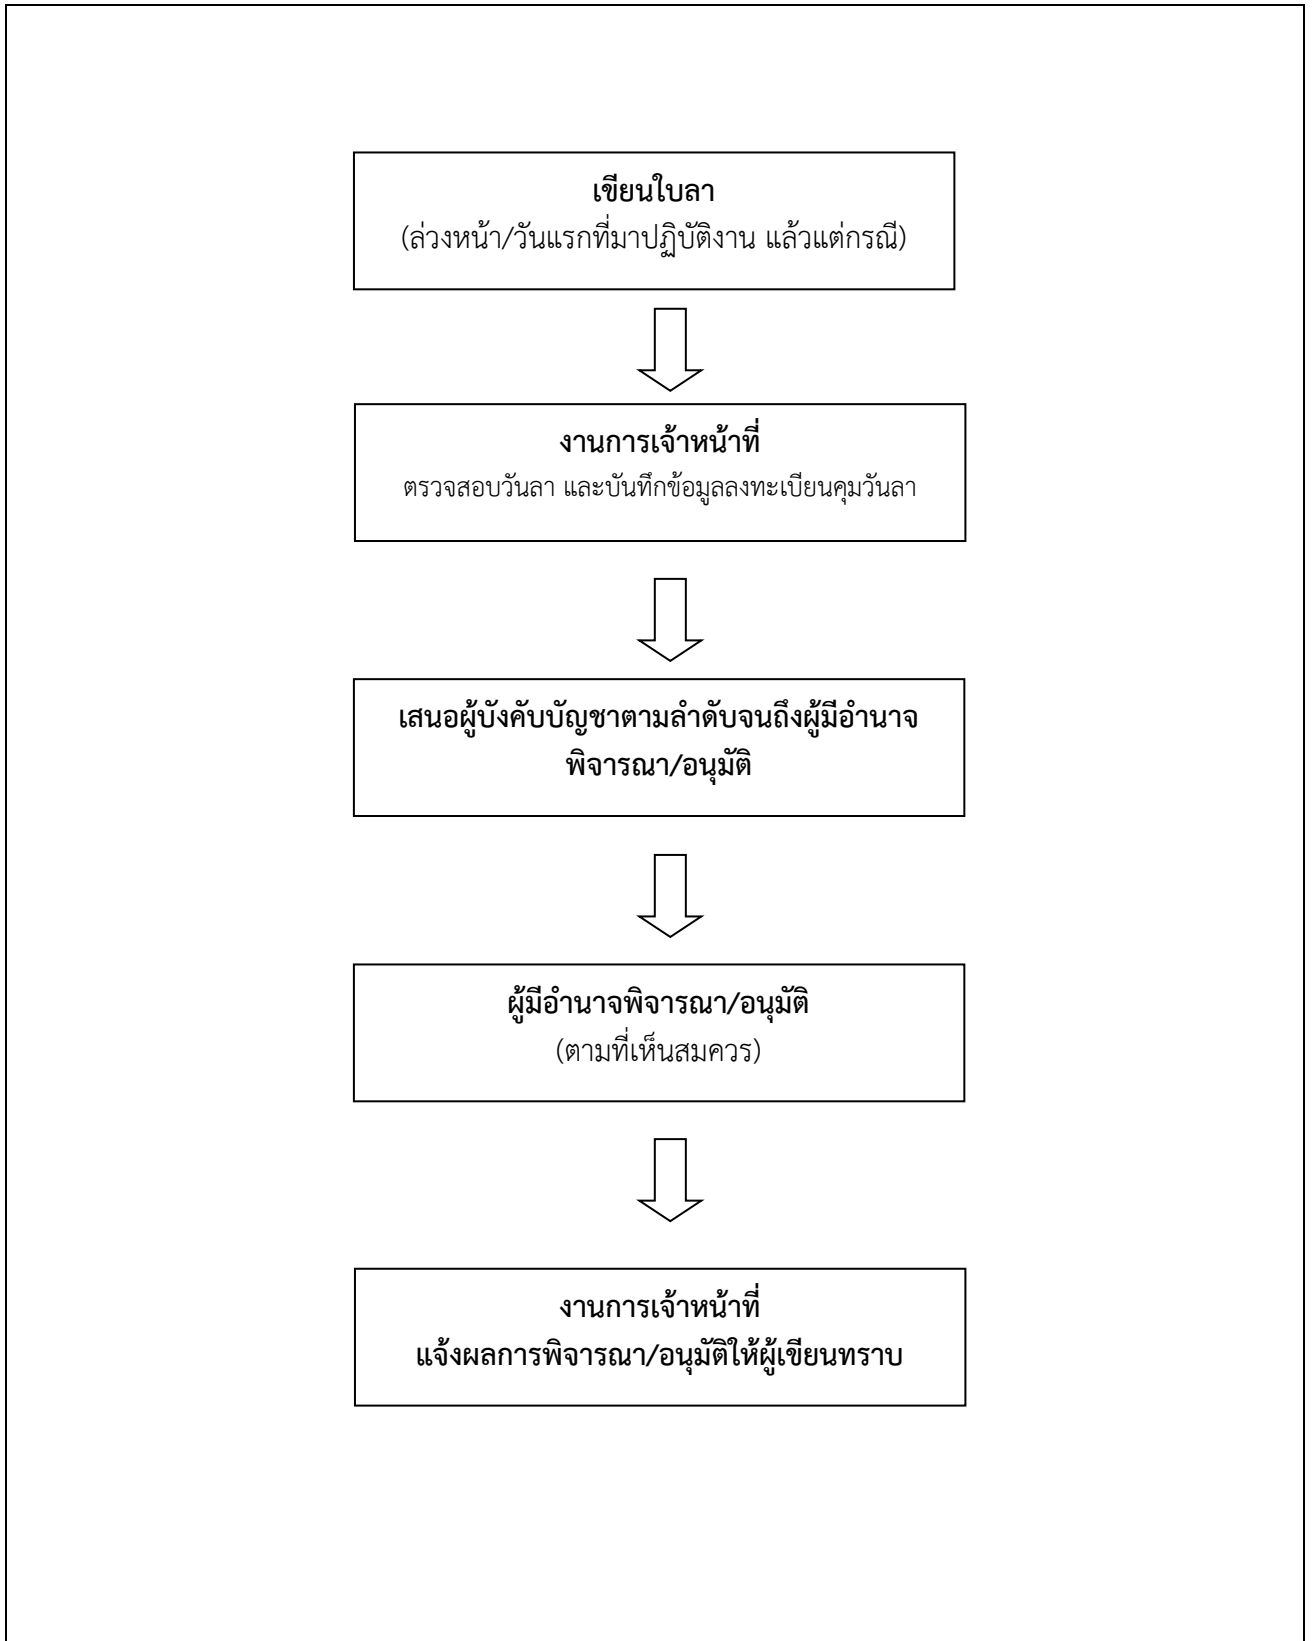 เขียนใบลา
(ล่วงหน้า/วันแรกที่มาปฏิบัติงาน แล้วแต่กรณี)
งานการเจ้าหน้าที่
ตรวจสอบวันลา และบันทึกข้อมูลลงทะเบียนคุมวันลา
เสนอผู้บังคับบัญชาตามลำดับจนถึงผู้มีอำนาจ
พิจารณา/อนุมัติ
ผู้มีอำนาจพิจารณา/อนุมัติ
(ตามที่เห็นสมควร)
งานการเจ้าหน้าที่
แจ้งผลการพิจารณา/อนุมัติให้ผู้เขียนทราบ